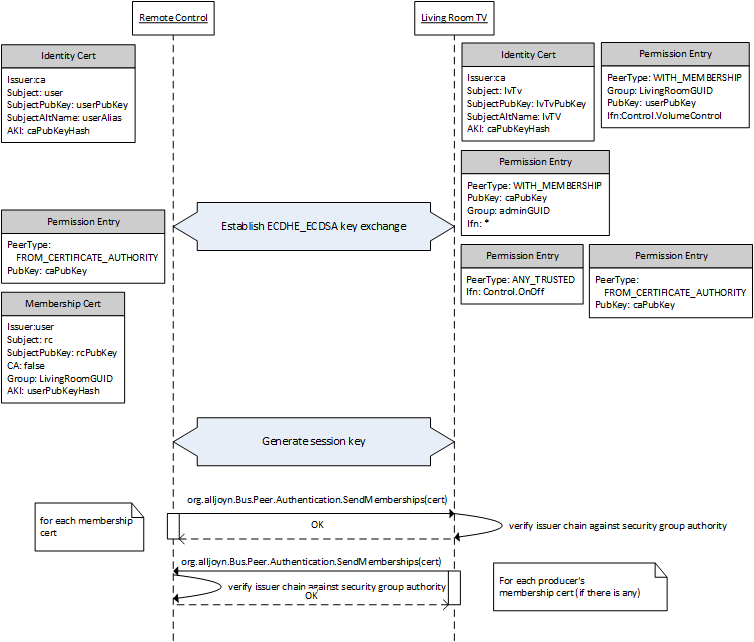 Remote Control
Living Room TV
Identity Cert
Issuer:ca
Subject: user
SubjectPubKey: userPubKey
SubjectAltName: userAlias
AKI: caPubKeyHash
Identity Cert
Issuer:ca
Subject: lvTv
SubjectPubKey: lvTvPubKey
SubjectAltName: lvTV
AKI: caPubKeyHash
Permission Entry
PeerType: WITH_MEMBERSHIP
Group: LivingRoomGUID
PubKey: userPubKey
Ifn:Control.VolumeControl
Permission Entry
PeerType: WITH_MEMBERSHIP
PubKey: caPubKey
Group: adminGUID
Ifn: *
Establish ECDHE_ECDSA key exchange
Permission Entry
PeerType:
FROM_CERTIFICATE_AUTHORITY
PubKey: caPubKey
Permission Entry
PeerType: ANY_TRUSTED
Ifn: Control.OnOff
Permission Entry
PeerType:
FROM_CERTIFICATE_AUTHORITY
PubKey: caPubKey
Membership Cert
Issuer:user
Subject: rc
SubjectPubKey: rcPubKey
CA: false
Group: LivingRoomGUID
AKI: userPubKeyHash
Generate session key
org.alljoyn.Bus.Peer.Authentication.SendMemberships(cert)
for each membership
cert
OK
verify issuer chain against security group authority
org.alljoyn.Bus.Peer.Authentication.SendMemberships(cert)
verify issuer chain against security group authority
OK
For each producer's
membership cert (if there is any)